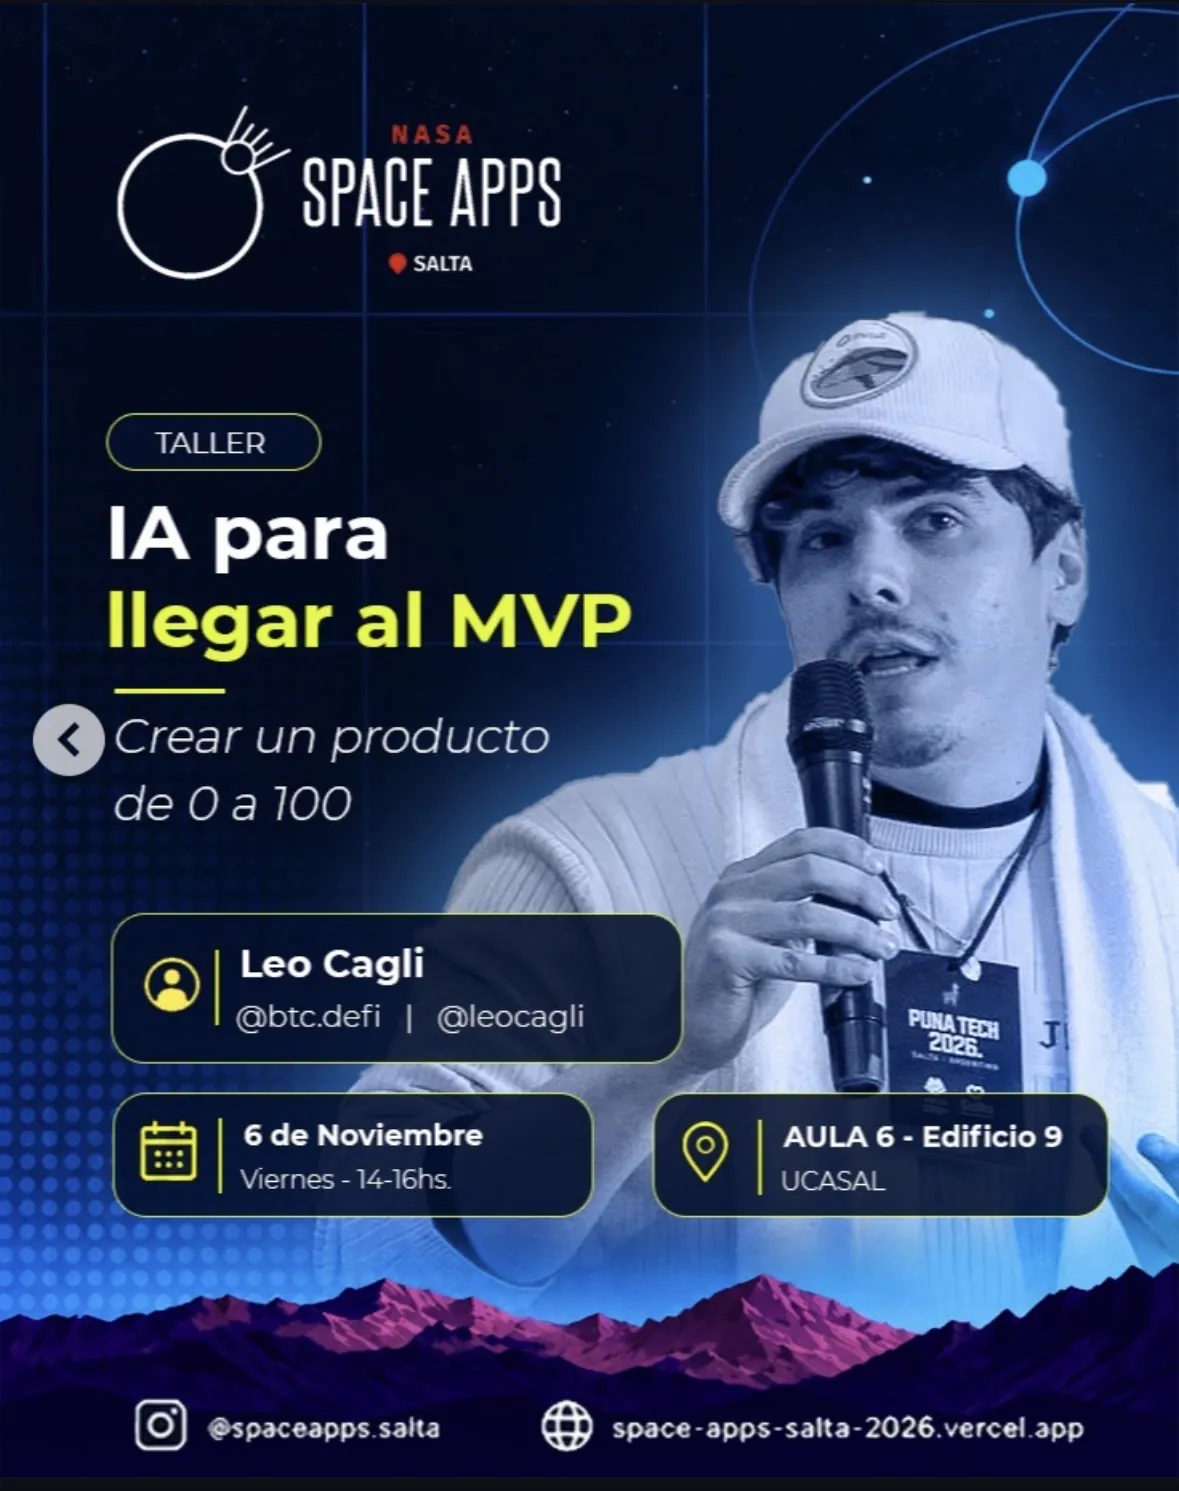 NASA
SPACE APPS
SALTA
TALLER
IA para
llegar al MVP
Crear un producto
de 0 a 100
Leo Cagli
@btc.defi | @leocagli
6 de Noviembre
Viernes - 14-16hs.
AULA 6 - Edificio 9
UCASAL
PUNA TECH
2026.
SALTA - ARGENTINA
@spaceapps.salta
space-apps-salta-2026.vercel.app